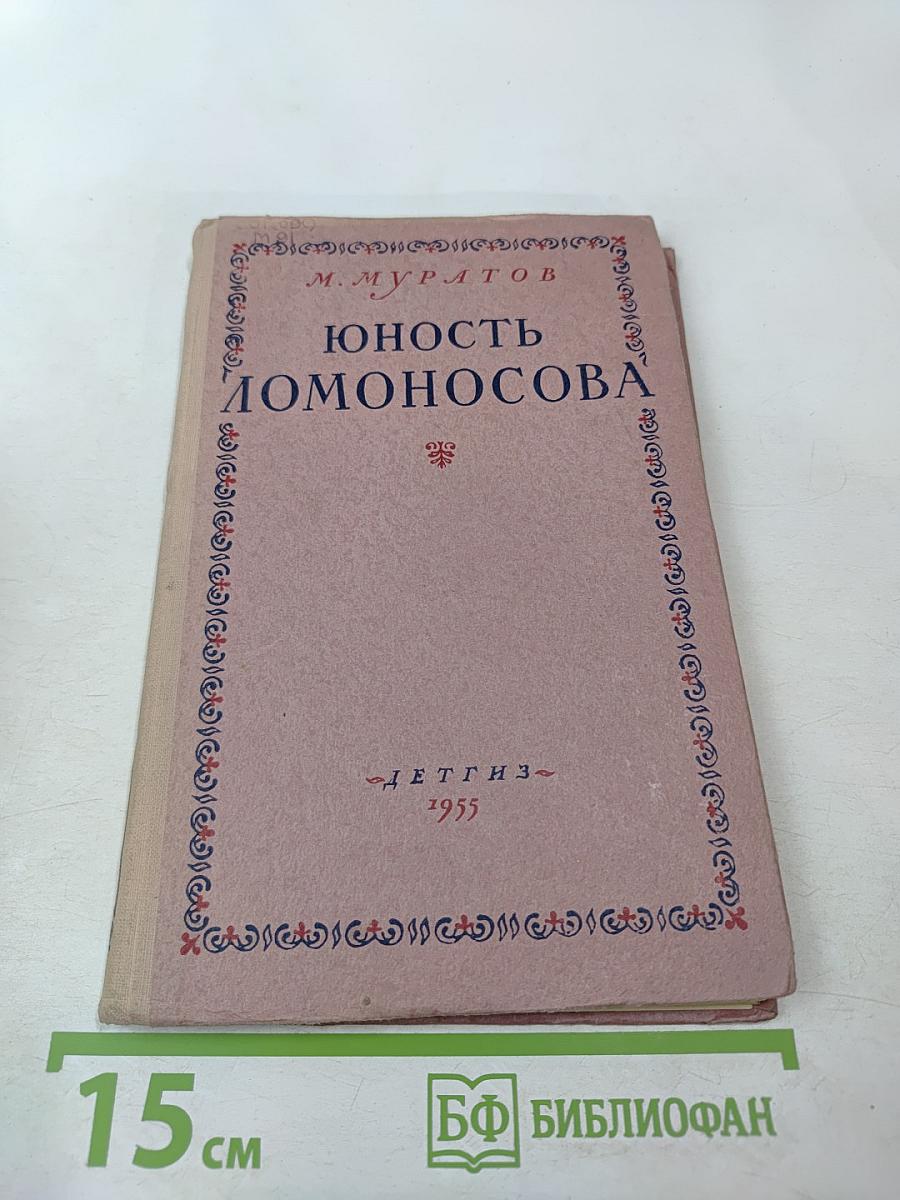 М. МУРАТОВ
ЮНОСТЬ
ЛОМОНОСОВА
ДЕТГИЗ
1955
15 см
БФ БИБЛИОФАН